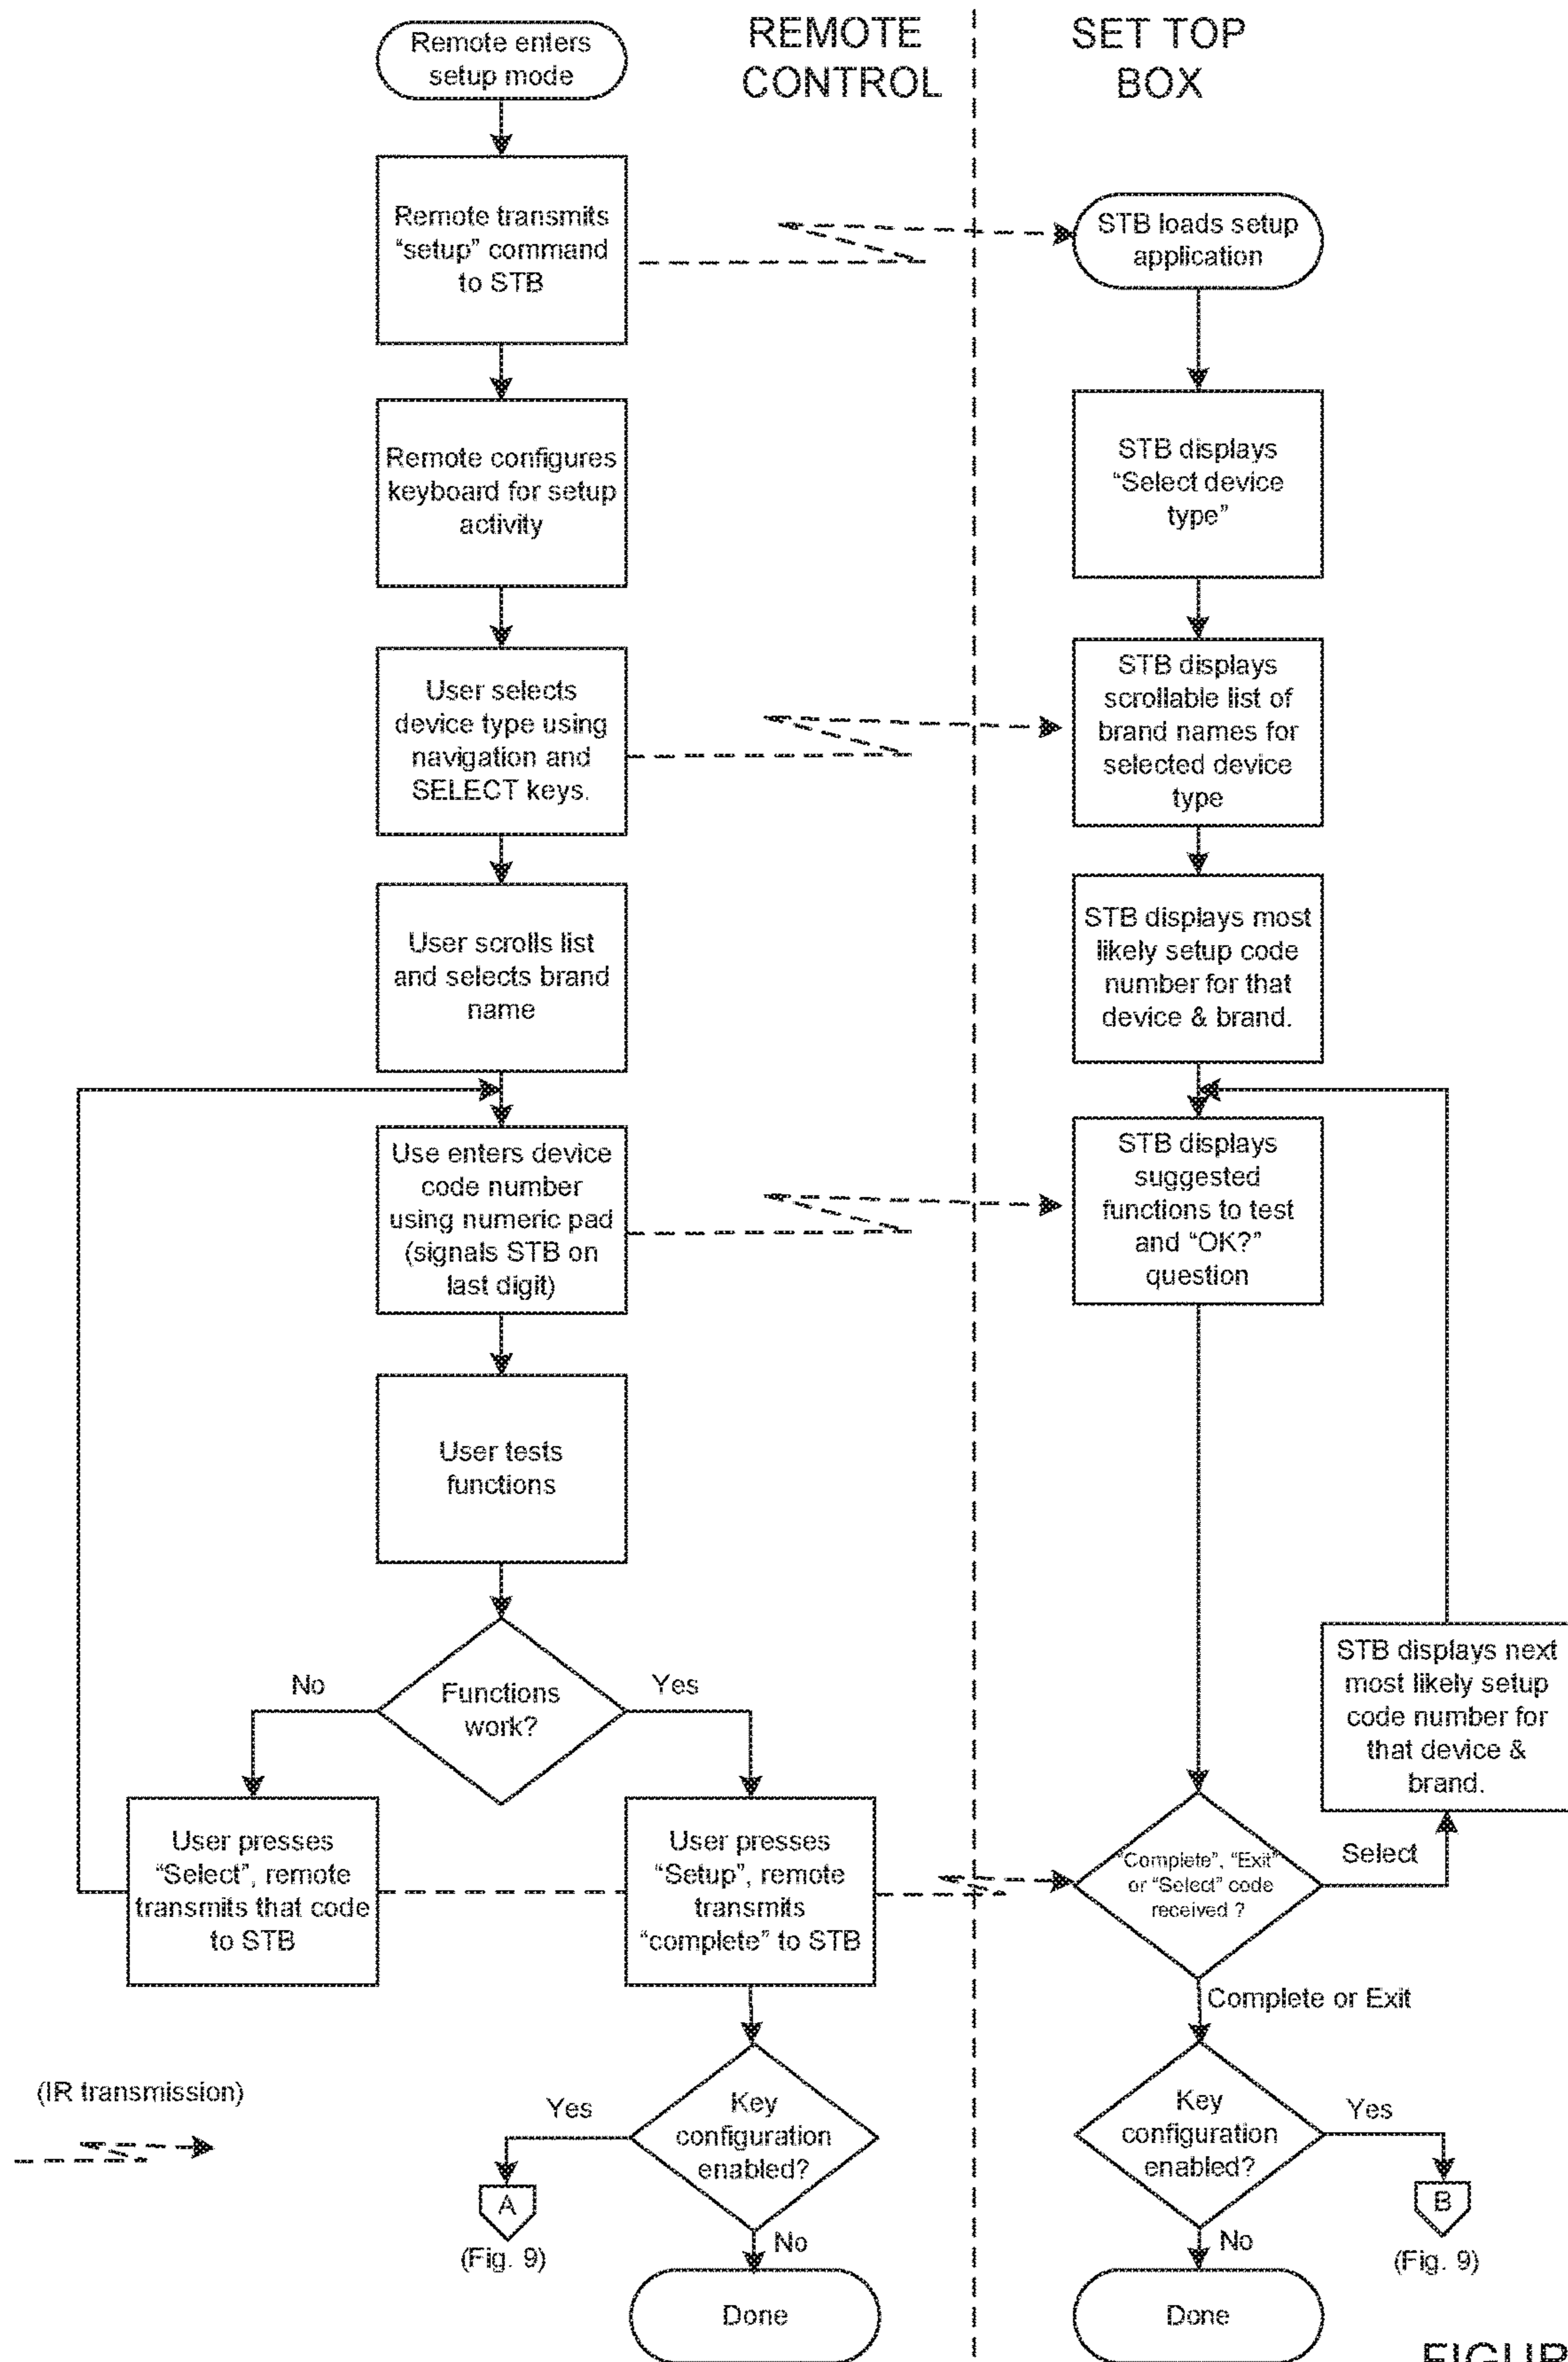 REMOTE
CONTROL
SET TOP
BOX
Remote enters
setup mode
Remote transmits
“setup” command
to STB
STB loads setup
application
Remote configures
keyboard for setup
activity
STB displays
“Select device
type”
User selects
device type using
navigation and
SELECT keys.
STB displays
scrollable list of
brand names for
selected device
type
User scrolls list
and selects brand
name
STB displays most
likely setup code
number for that
device & brand.
Use enters device
code number
using numeric pad
(signals STB on
last digit)
STB displays
suggested
functions to test
and “OK?”
question
User tests
functions
Functions
work?
No
Yes
STB displays next
most likely setup
code number for
that device &
brand.
User presses
“Select”, remote
transmits that code
to STB
User presses
“Setup”, remote
transmits
“complete” to STB
“Complete”, “Exit”
or “Select” code
received ?
Select
Complete or Exit
(IR transmission)
Key
configuration
enabled?
Yes
No
A
(Fig. 9)
Done
Key
configuration
enabled?
Yes
No
B
(Fig. 9)
Done